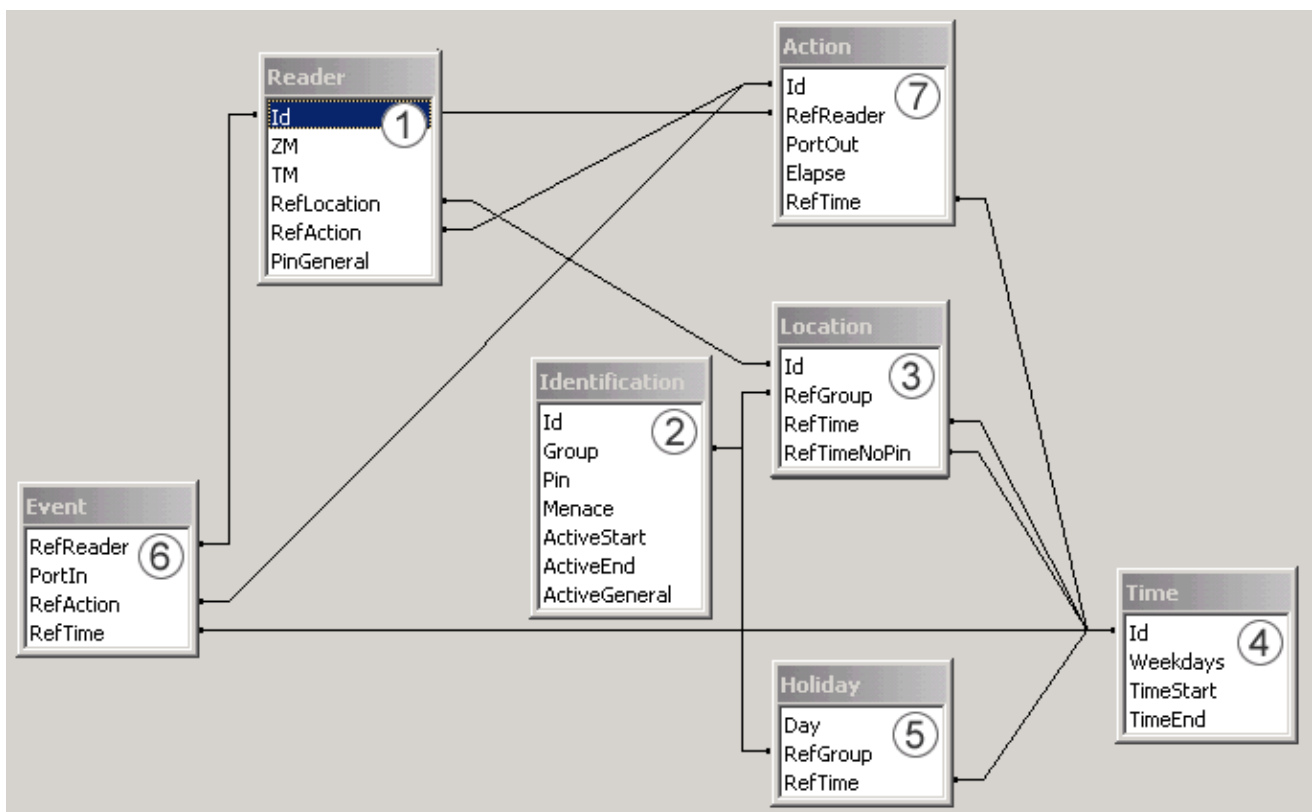 Reader
1
Id
ZM
TM
RefLocation
RefAction
PinGeneral
Action
7
Id
RefReader
PortOut
Elapse
RefTime
Location
3
Id
RefGroup
RefTime
RefTimeNoPin
Identification
2
Id
Group
Pin
Menace
ActiveStart
ActiveEnd
ActiveGeneral
Event
6
RefReader
PortIn
RefAction
RefTime
Time
4
Id
Weekdays
TimeStart
TimeEnd
Holiday
5
Day
RefGroup
RefTime